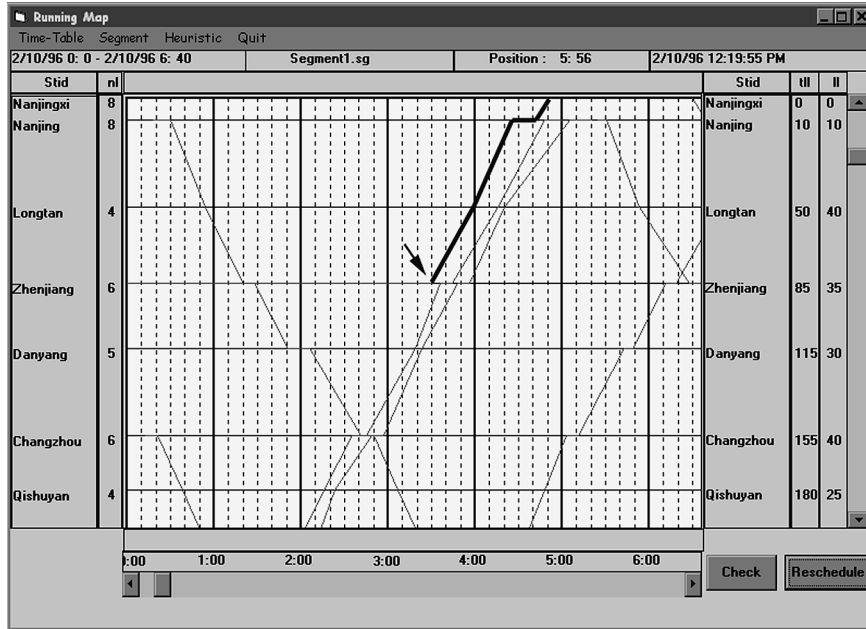 Running Map
Time-Table Segment Heuristic Quit
2/10/96 0: 0 - 2/10/96 6: 40 Segment1.sg Position : 5: 56 2/10/96 12:19:55 PM
Stid nl Stid tll ll
Nanjingxi 8 Nanjingxi 0 0
Nanjing 8 Nanjing 10 10
Longtan 4 Longtan 50 40
Zhenjiang 6 Zhenjiang 85 35
Danyang 5 Danyang 115 30
Changzhou 6 Changzhou 155 40
Qishuyan 4 Qishuyan 180 25
):00 1:00 2:00 3:00 4:00 5:00 6:00
Check Reschedule